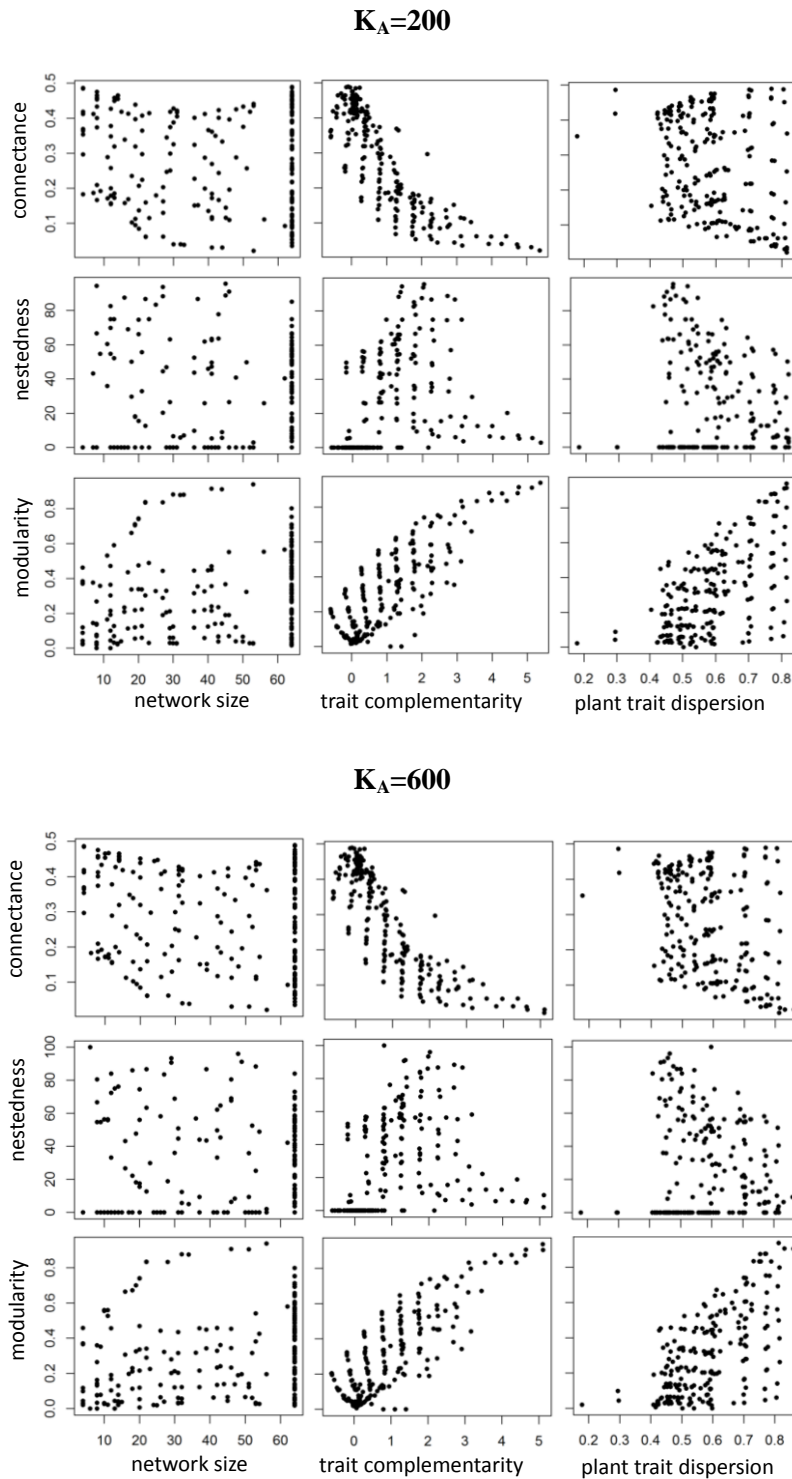 K_A=200
connectance
0.5
0.4
0.3
0.2
0.1
nestedness
80
60
40
20
0
modularity
0.8
0.6
0.4
0.2
0.0
10 20 30 40 50 60
network size
0 1 2 3 4 5
trait complementarity
0.2 0.3 0.4 0.5 0.6 0.7 0.8
plant trait dispersion
K_A=600
connectance
0.5
0.4
0.3
0.2
0.1
nestedness
100
80
60
40
20
0
modularity
0.8
0.6
0.4
0.2
0.0
10 20 30 40 50 60
network size
0 1 2 3 4 5
trait complementarity
0.2 0.3 0.4 0.5 0.6 0.7 0.8
plant trait dispersion